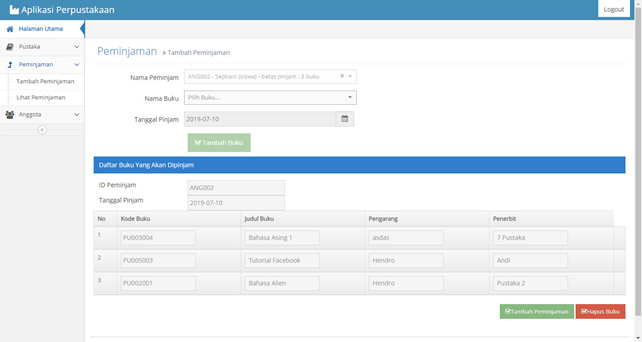 Aplikasi Perpustakaan
Logout
Halaman Utama
Pustaka
Peminjaman
Tambah Peminjaman
Lihat Peminjaman
Anggota
Peminjaman » Tambah Peminjaman
Nama Peminjam ANG002 - Septani (siswa) - batas pinjam : 3 buku
Nama Buku Pilih Buku...
Tanggal Pinjam 2019-07-10
Tambah Buku
Daftar Buku Yang Akan Dipinjam
ID Peminjam ANG002
Tanggal Pinjam 2019-07-10
No Kode Buku Judul Buku Pengarang Penerbit
1 PU003004 Bahasa Asing 1 asdas 7 Pustaka
2 PU005003 Tutorial Facebook Hendro Andi
3 PU002001 Bahasa Alien Hendro Pustaka 2
Tambah Peminjaman Hapus Buku